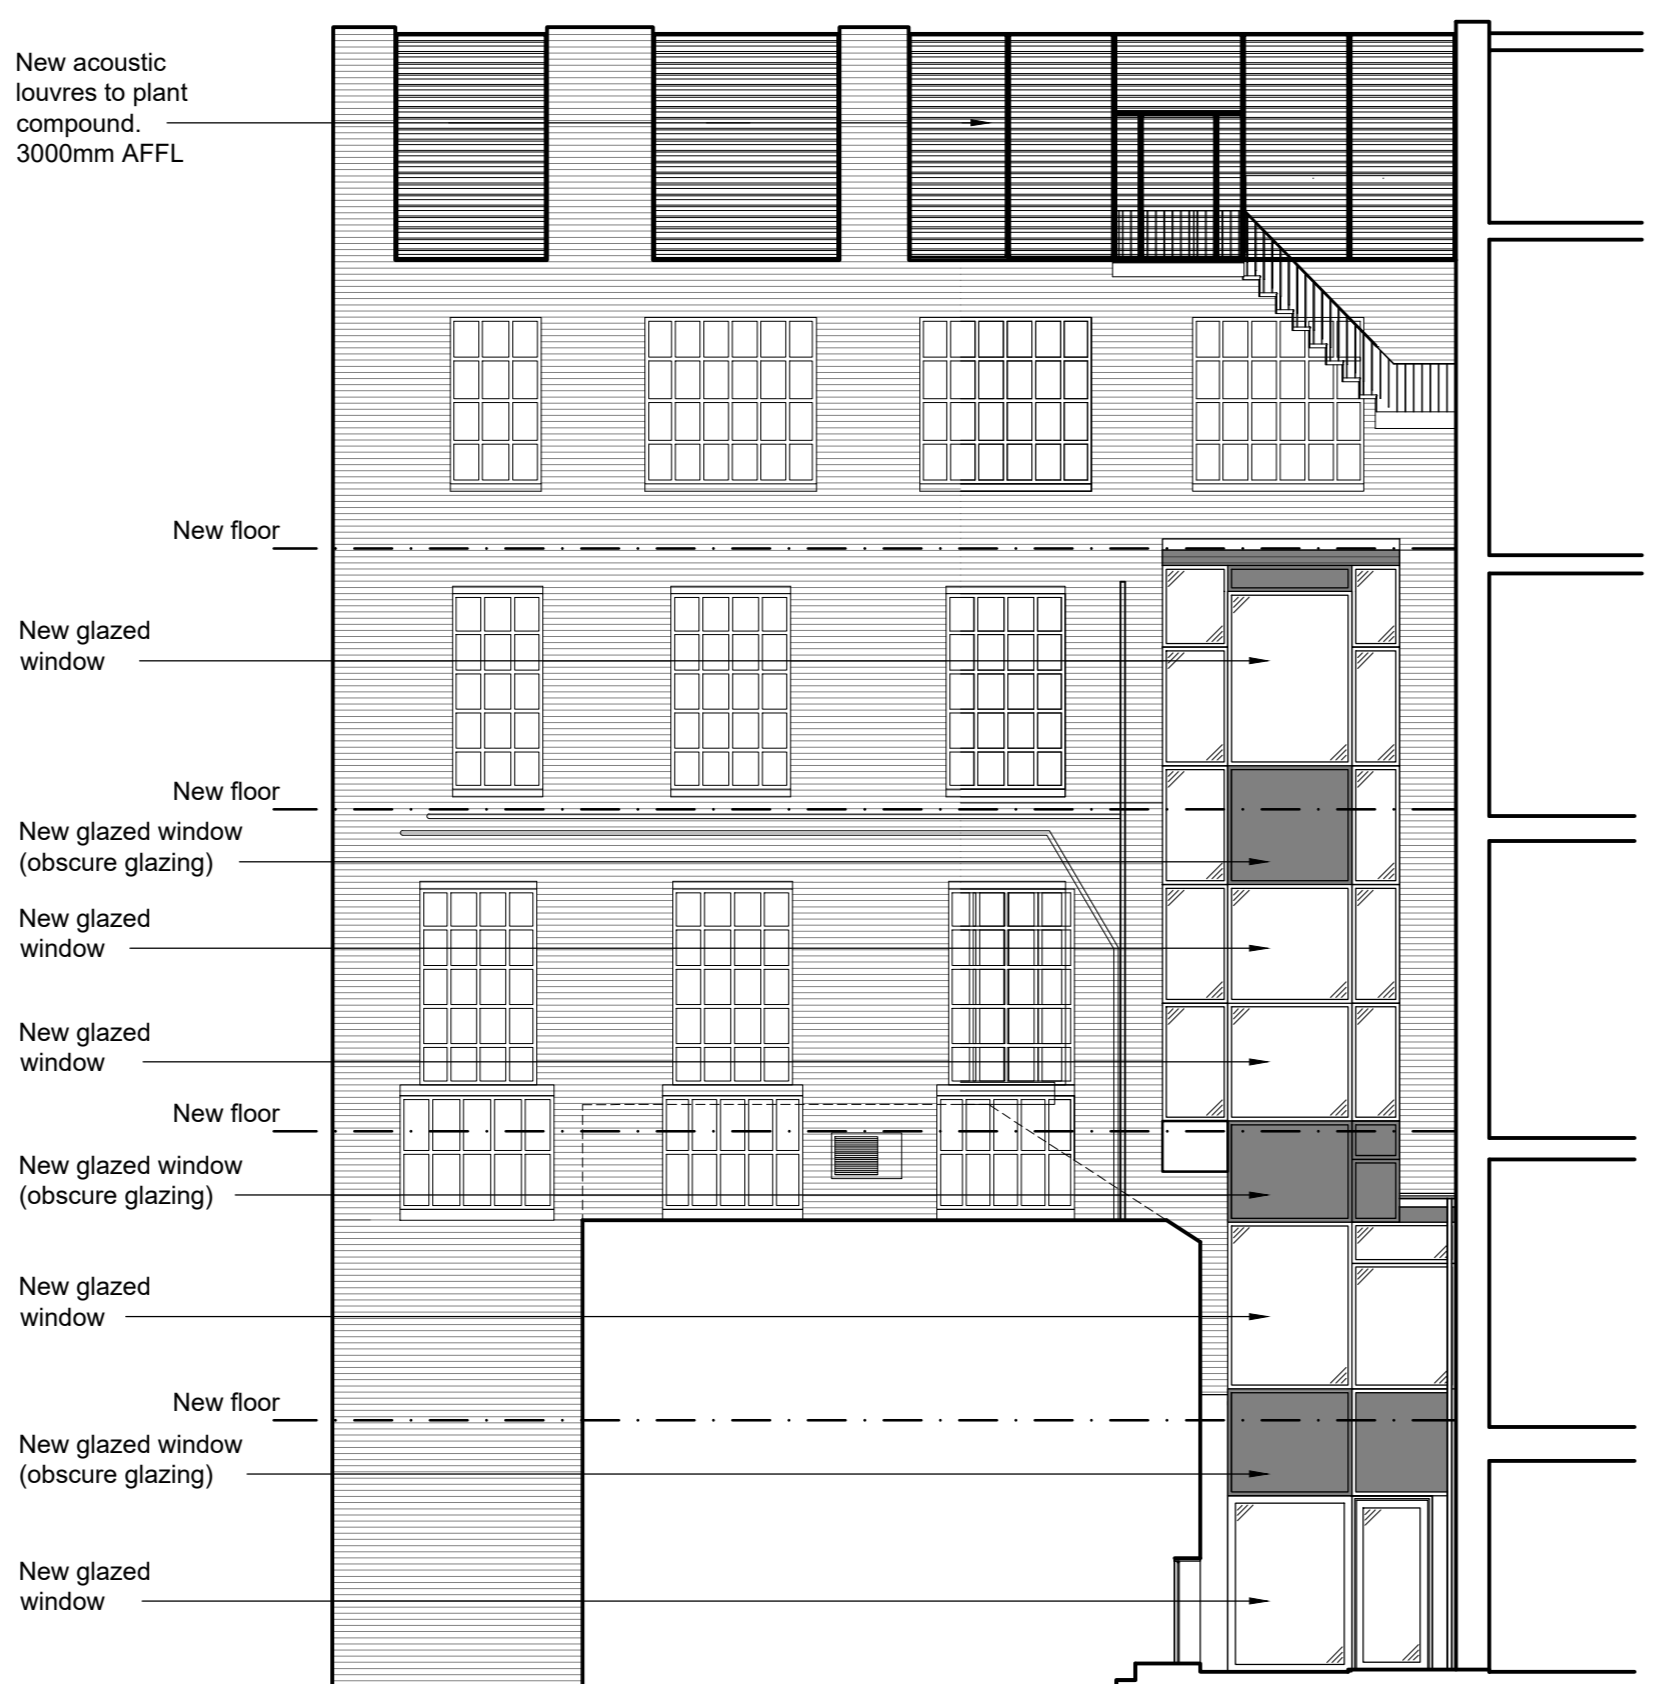 New acoustic
louvres to plant
compound.
3000mm AFFL
New floor
New glazed
window
New floor
New glazed window
(obscure glazing)
New glazed
window
New glazed
window
New floor
New glazed window
(obscure glazing)
New glazed
window
New floor
New glazed window
(obscure glazing)
New glazed
window